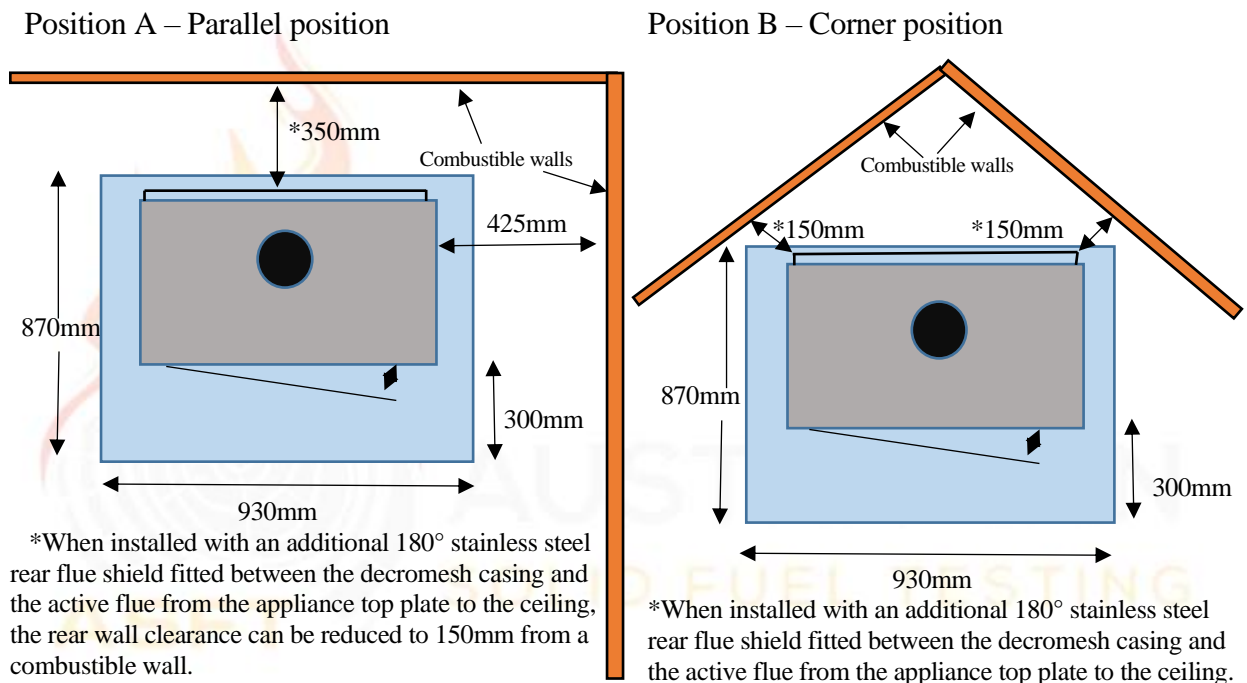 Position A – Parallel position
*350mm
Combustible walls
425mm
870mm
300mm
930mm
*When installed with an additional 180° stainless steel
rear flue shield fitted between the decromesh casing and
the active flue from the appliance top plate to the ceiling,
the rear wall clearance can be reduced to 150mm from a
combustible wall.
Position B – Corner position
Combustible walls
*150mm
*150mm
870mm
300mm
930mm
*When installed with an additional 180° stainless steel
rear flue shield fitted between the decromesh casing and
the active flue from the appliance top plate to the ceiling.
SOLID FUEL TESTING
ASFT